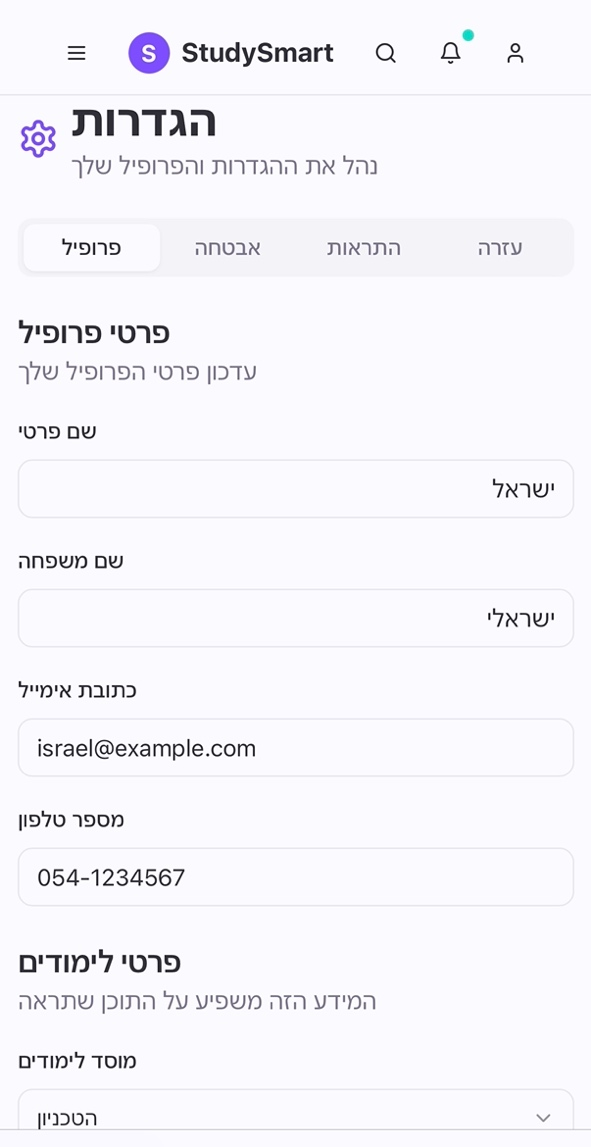 S StudySmart
הגדרות
נהל את ההגדרות והפרופיל שלך
פרופיל אבטחה התראות עזרה
פרטי פרופיל
עדכון פרטי הפרופיל שלך
שם פרטי
ישראל
שם משפחה
ישראלי
כתובת אימייל
israel@example.com
מספר טלפון
054-1234567
פרטי לימודים
המידע הזה משפיע על התוכן שתראה
מוסד לימודים
הטכניון